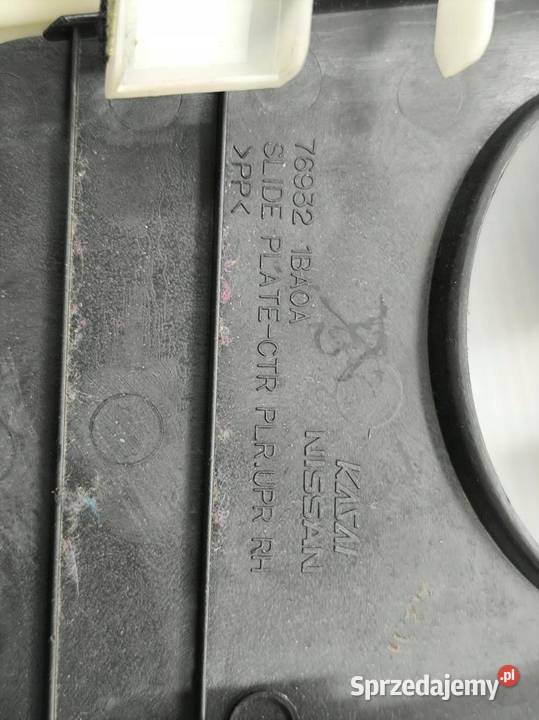 76932 1BA0A
SLIDE PLATE-CTR PLR.UPR RH
>PP<
KASAI
NISSAN
Sprzedajemy.pl